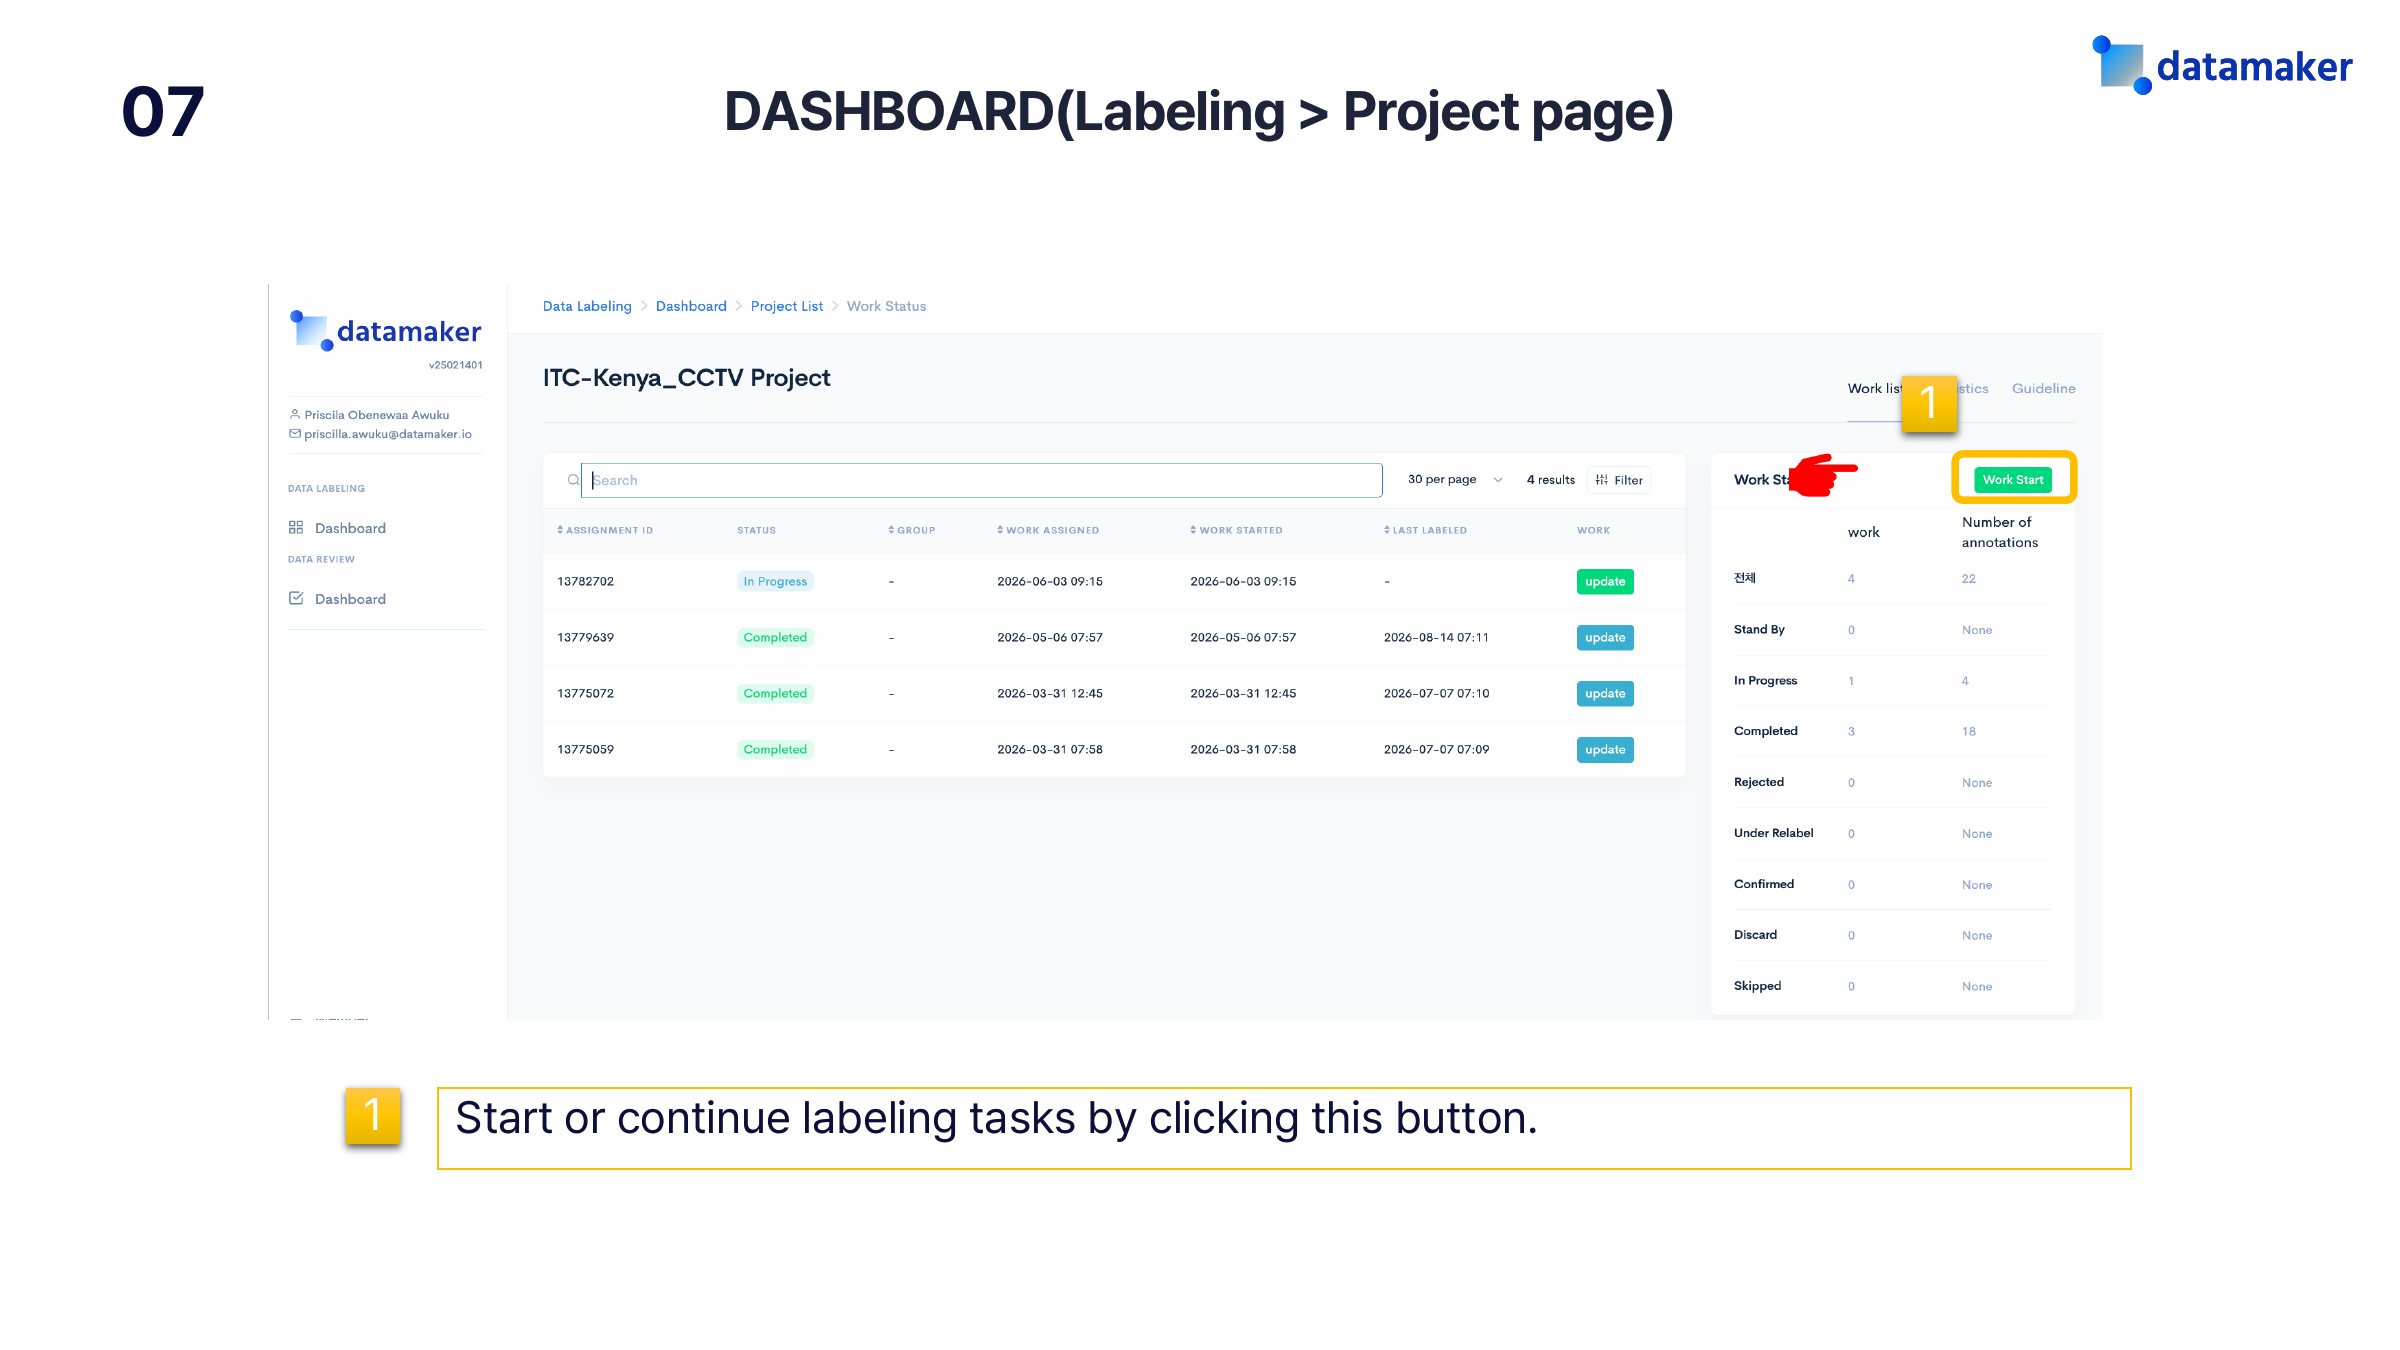 07
DASHBOARD(Labeling > Project page)
datamaker
datamaker
v25021401
Priscila Obenewaa Awuku
priscilla.awuku@datamaker.io
DATA LABELING
Dashboard
DATA REVIEW
Dashboard
Data Labeling > Dashboard > Project List > Work Status
ITC-Kenya_CCTV Project
Work list
Guideline
1
Search
30 per page
4 results
Filter
ASSIGNMENT ID STATUS GROUP WORK ASSIGNED WORK STARTED LAST LABELED WORK
13782702 In Progress - 2026-06-03 09:15 2026-06-03 09:15 - update
13779639 Completed - 2026-05-06 07:57 2026-05-06 07:57 2026-08-14 07:11 update
13775072 Completed - 2026-03-31 12:45 2026-03-31 12:45 2026-07-07 07:10 update
13775059 Completed - 2026-03-31 07:58 2026-03-31 07:58 2026-07-07 07:09 update
Work
Work Start
work Number of annotations
전체 4 22
Stand By 0 None
In Progress 1 4
Completed 3 18
Rejected 0 None
Under Relabel 0 None
Confirmed 0 None
Discard 0 None
Skipped 0 None
1
Start or continue labeling tasks by clicking this button.